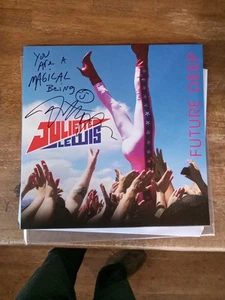 YOU
ARE A
MAGICAL
BEING
JULIETTE
LEWIS
FUTURE DEEP